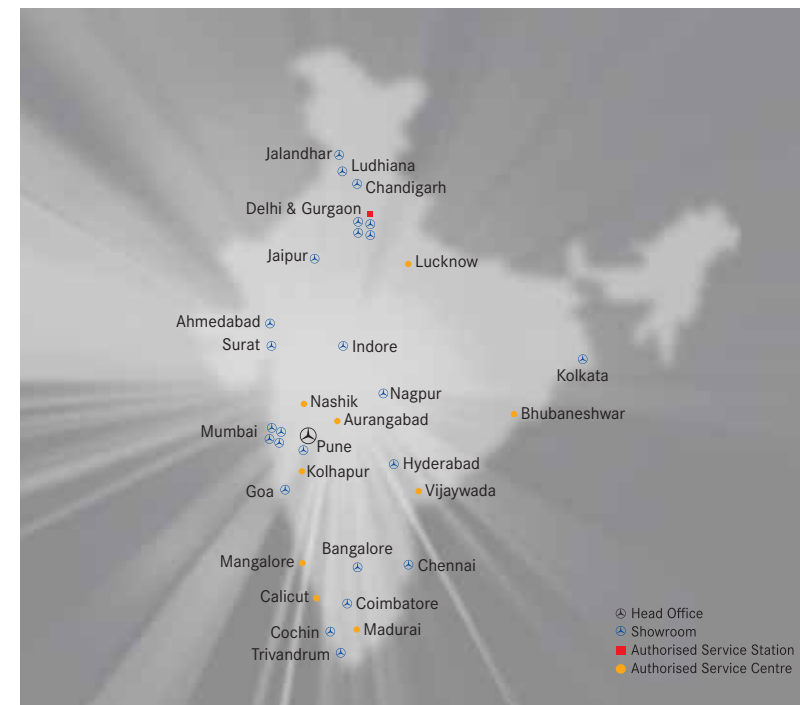 Jalandhar
Ludhiana
Chandigarh
Delhi & Gurgaon
Jaipur
Lucknow
Ahmedabad
Surat
Indore
Kolkata
Nagpur
Nashik
Bhubaneshwar
Aurangabad
Mumbai
Pune
Hyderabad
Kolhapur
Goa
Vijaywada
Bangalore
Mangalore
Chennai
Calicut
Coimbatore
Cochin
Madurai
Trivandrum
Head Office
Showroom
Authorised Service Station
Authorised Service Centre